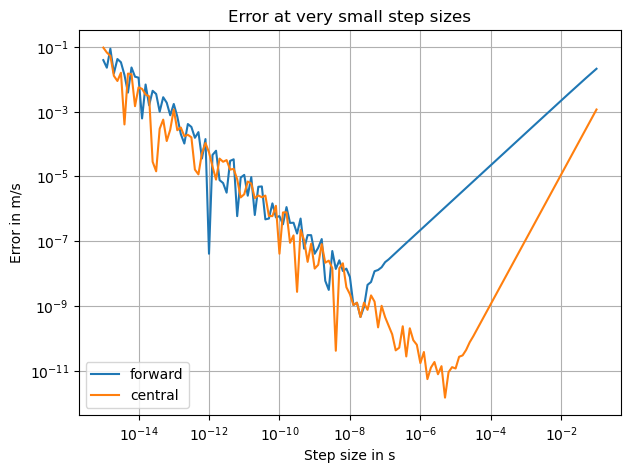 Error at very small step sizes
Error in m/s
10⁻¹
10⁻³
10⁻⁵
10⁻⁷
10⁻⁹
10⁻¹¹
forward
central
10⁻¹⁴ 10⁻¹² 10⁻¹⁰ 10⁻⁸ 10⁻⁶ 10⁻⁴ 10⁻²
Step size in s